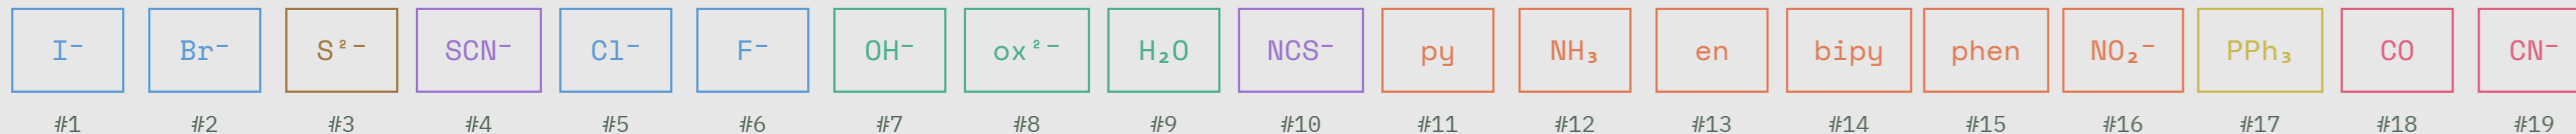 I⁻ Br⁻ S²⁻ SCN⁻ Cl⁻ F⁻ OH⁻ ox²⁻ H₂O NCS⁻ py NH₃ en bipy phen NO₂⁻ PPh₃ CO CN⁻
#1 #2 #3 #4 #5 #6 #7 #8 #9 #10 #11 #12 #13 #14 #15 #16 #17 #18 #19